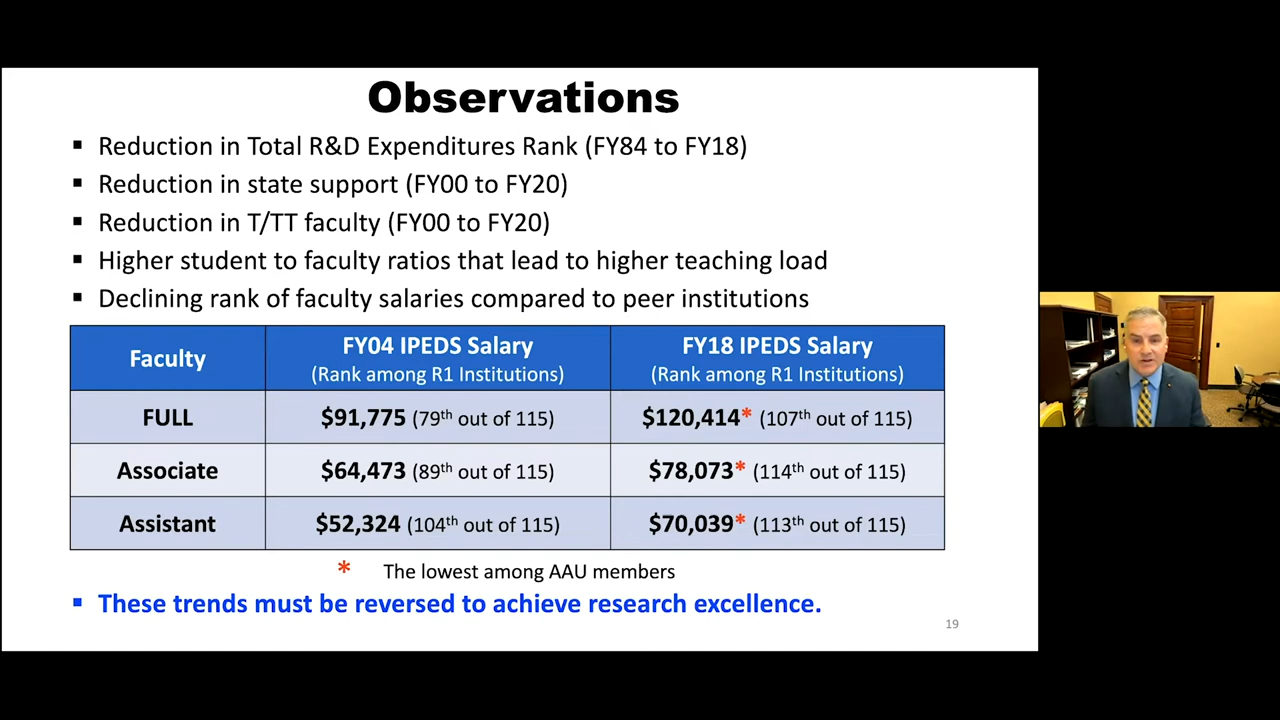 Observations
▪ Reduction in Total R&D Expenditures Rank (FY84 to FY18)
▪ Reduction in state support (FY00 to FY20)
▪ Reduction in T/TT faculty (FY00 to FY20)
▪ Higher student to faculty ratios that lead to higher teaching load
▪ Declining rank of faculty salaries compared to peer institutions
Faculty
FY04 IPEDS Salary
(Rank among R1 Institutions)
FY18 IPEDS Salary
(Rank among R1 Institutions)
FULL
$91,775 (79th out of 115)
$120,414* (107th out of 115)
Associate
$64,473 (89th out of 115)
$78,073* (114th out of 115)
Assistant
$52,324 (104th out of 115)
$70,039* (113th out of 115)
* The lowest among AAU members
▪ These trends must be reversed to achieve research excellence.
19